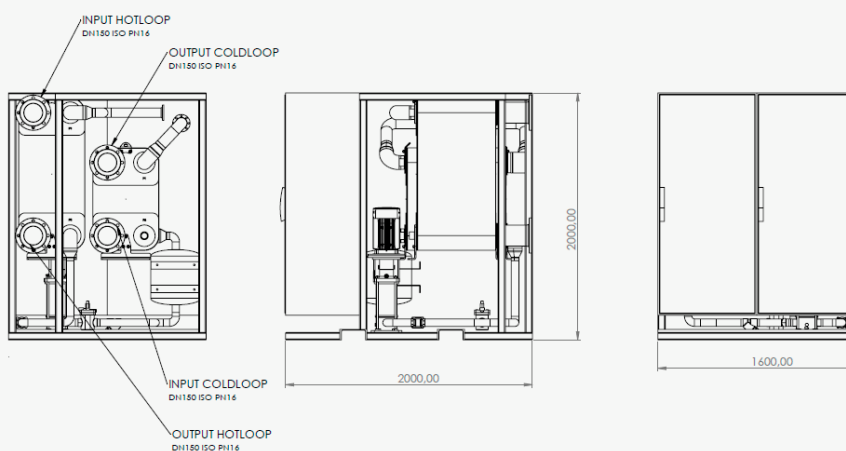 INPUT HOTLOOP
DN150 ISO PN16
OUTPUT COLDLOOP
DN150 ISO PN16
2000,00
2000,00
1600,00
INPUT COLDLOOP
DN150 ISO PN16
OUTPUT HOTLOOP
DN150 ISO PN16